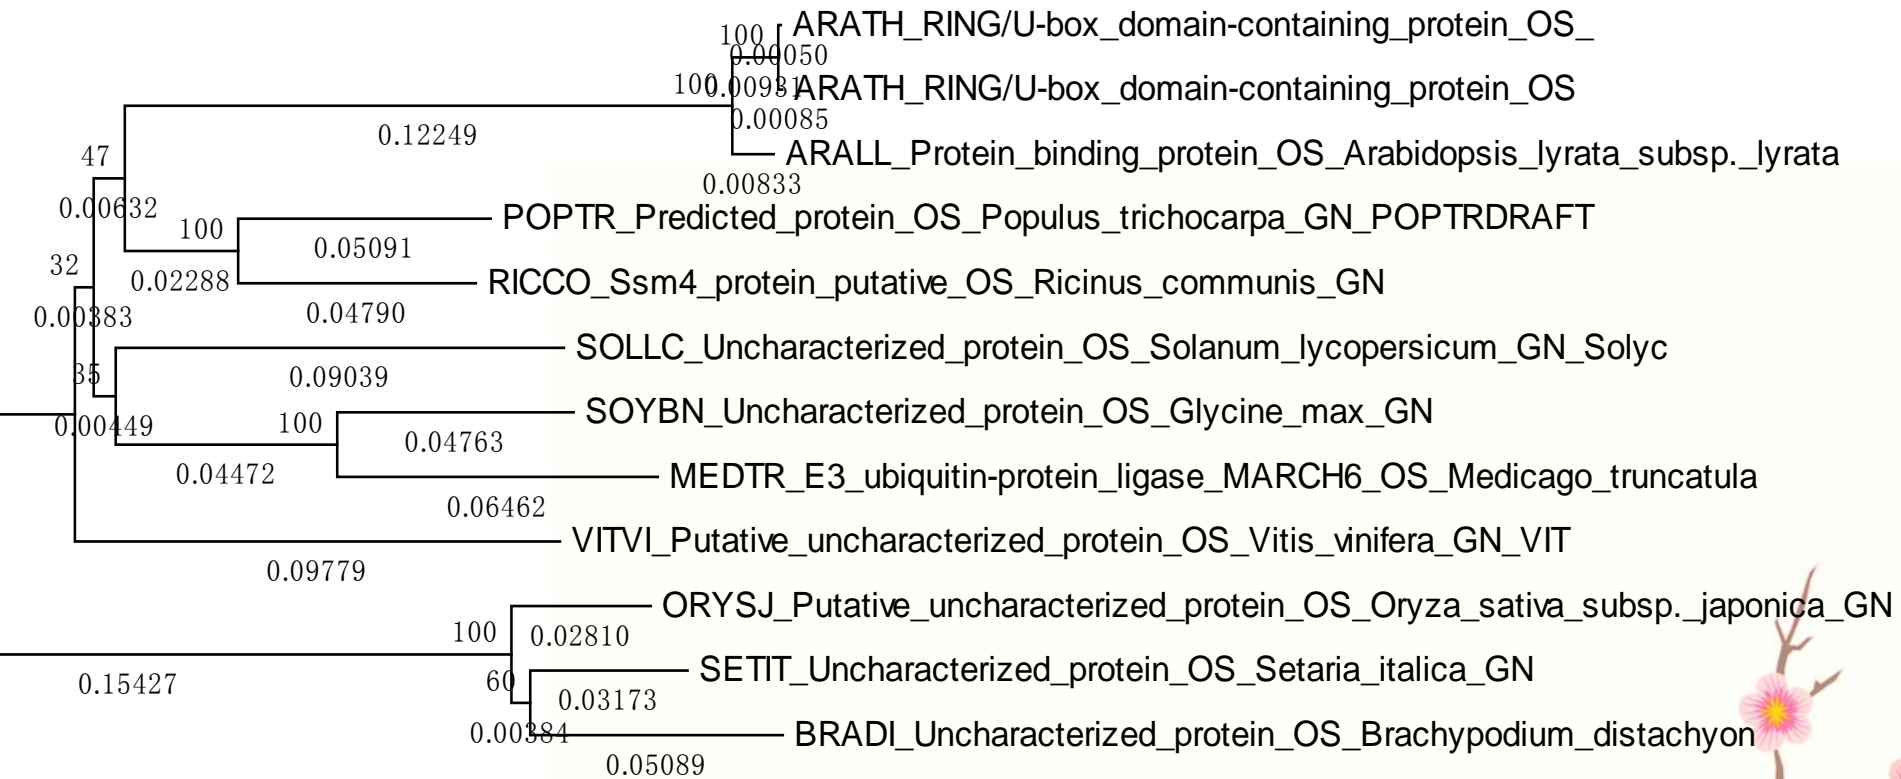 ARATH_RING/U-box_domain-containing_protein_OS_
100
0.00050
100
0.00931
ARATH_RING/U-box_domain-containing_protein_OS
0.00085
0.12249
47
ARALL_Protein_binding_protein_OS_Arabidopsis_lyrata_subsp._lyrata
0.00833
0.00632
POPTR_Predicted_protein_OS_Populus_trichocarpa_GN_POPTRDRAFT
100
0.05091
32
0.02288
RICCO_Ssm4_protein_putative_OS_Ricinus_communis_GN
0.04790
0.00383
SOLLC_Uncharacterized_protein_OS_Solanum_lycopersicum_GN_Solyc
35
0.09039
SOYBN_Uncharacterized_protein_OS_Glycine_max_GN
0.00449
100
0.04763
0.04472
MEDTR_E3_ubiquitin-protein_ligase_MARCH6_OS_Medicago_truncatula
0.06462
VITVI_Putative_uncharacterized_protein_OS_Vitis_vinifera_GN_VIT
0.09779
ORYSJ_Putative_uncharacterized_protein_OS_Oryza_sativa_subsp._japonica_GN
100
0.02810
SETIT_Uncharacterized_protein_OS_Setaria_italica_GN
0.15427
60
0.03173
0.00384
BRADI_Uncharacterized_protein_OS_Brachypodium_distachyon
0.05089